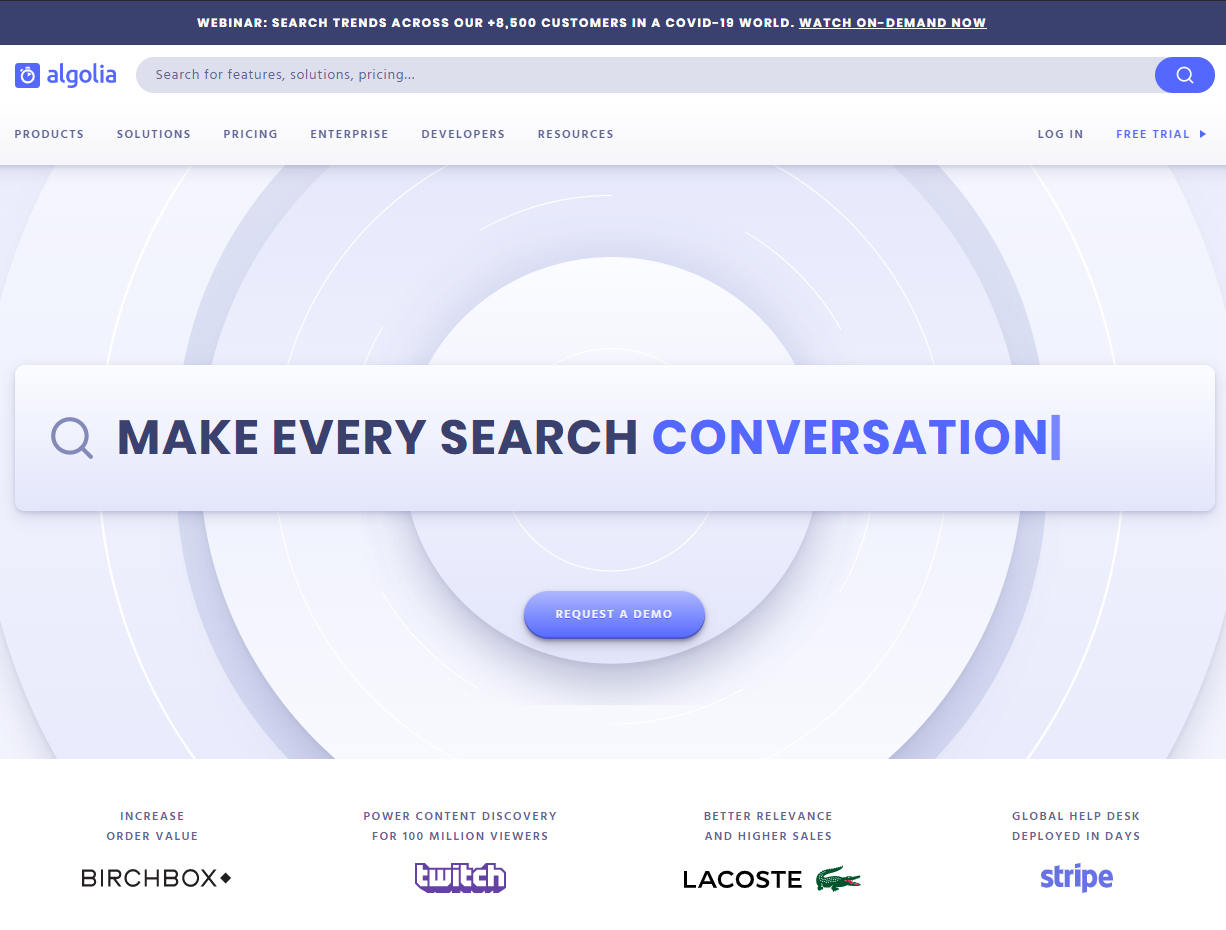 WEBINAR: SEARCH TRENDS ACROSS OUR +8,500 CUSTOMERS IN A COVID-19 WORLD. WATCH ON-DEMAND NOW
algolia
Search for features, solutions, pricing...
PRODUCTS SOLUTIONS PRICING ENTERPRISE DEVELOPERS RESOURCES LOG IN FREE TRIAL
MAKE EVERY SEARCH CONVERSATION
REQUEST A DEMO
INCREASE
ORDER VALUE
BIRCHBOX
POWER CONTENT DISCOVERY
FOR 100 MILLION VIEWERS
twitch
BETTER RELEVANCE
AND HIGHER SALES
LACOSTE
GLOBAL HELP DESK
DEPLOYED IN DAYS
stripe